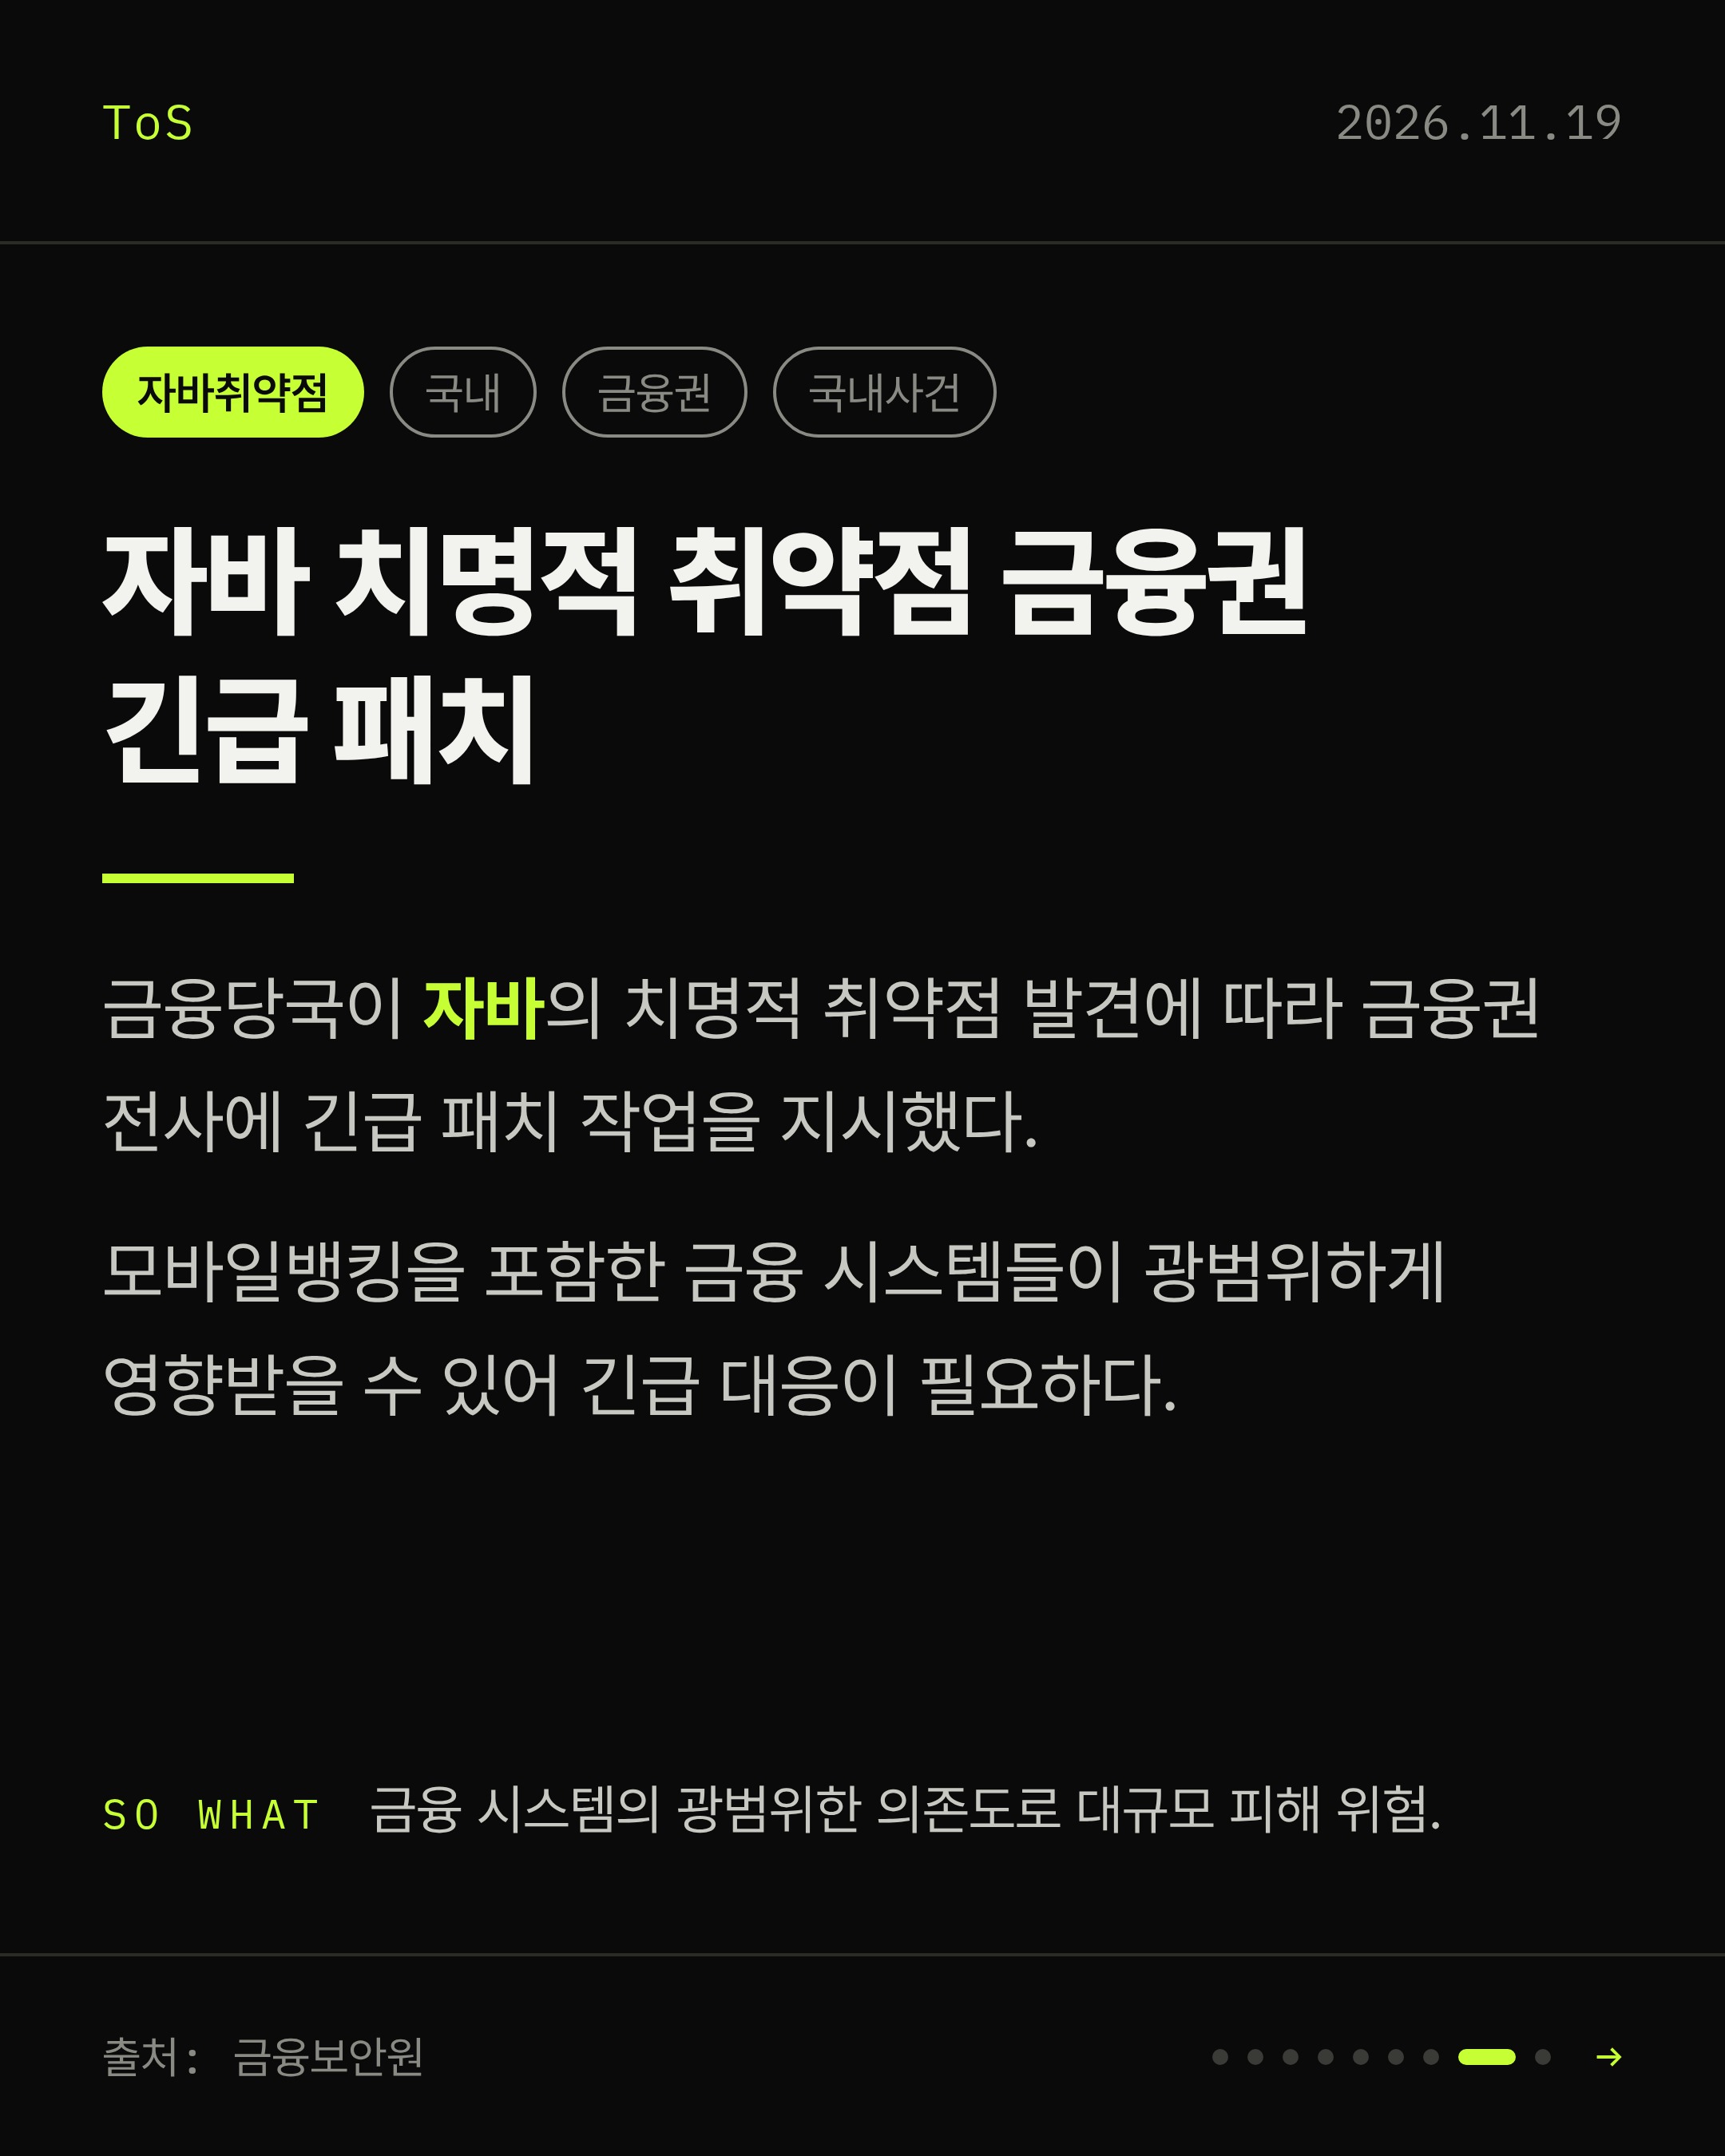 ToS
2026.11.19
자바취약점 국내 금융권 국내사건
자바 치명적 취약점 금융권
긴급 패치
금융당국이 자바의 치명적 취약점 발견에 따라 금융권
전사에 긴급 패치 작업을 지시했다.
모바일뱅킹을 포함한 금융 시스템들이 광범위하게
영향받을 수 있어 긴급 대응이 필요하다.
SO WHAT 금융 시스템의 광범위한 의존도로 대규모 피해 위험.
출처: 금융보안원
→